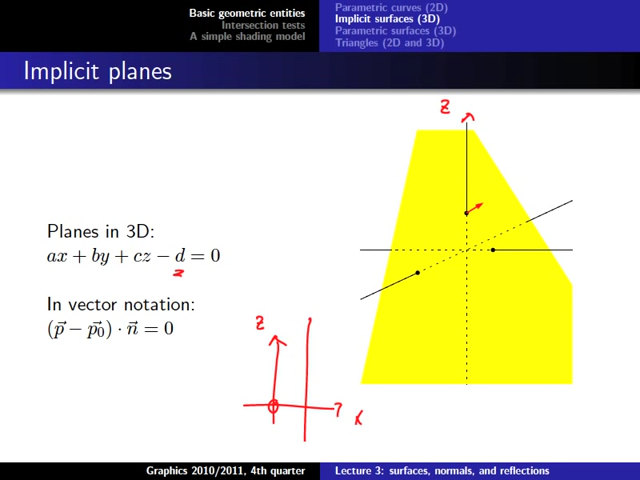 Basic geometric entities
Intersection tests
A simple shading model
Parametric curves (2D)
Implicit surfaces (3D)
Parametric surfaces (3D)
Triangles (2D and 3D)
Implicit planes
z
Planes in 3D:
ax + by + cz − d = 0
In vector notation:
(p⃗ − p⃗₀) · n⃗ = 0
z
x
Graphics 2010/2011, 4th quarter
Lecture 3: surfaces, normals, and reflections